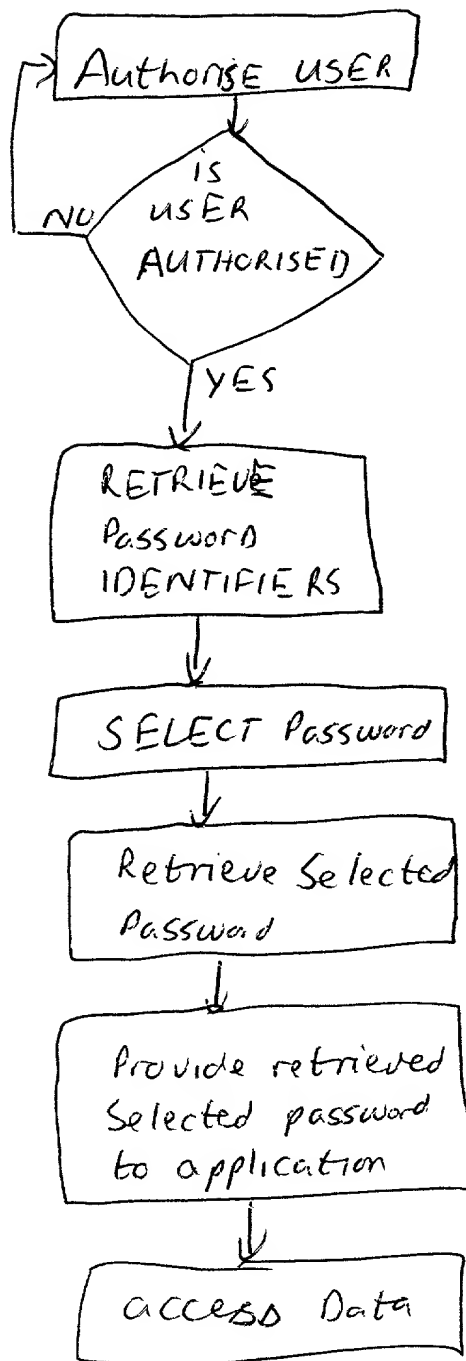 Authorise USER
is
USER
AUTHORISED
NO
YES
RETRIEVE
Password
IDENTIFIERS
SELECT Password
Retrieve Selected
Password
Provide retrieved
Selected password
to application
access Data